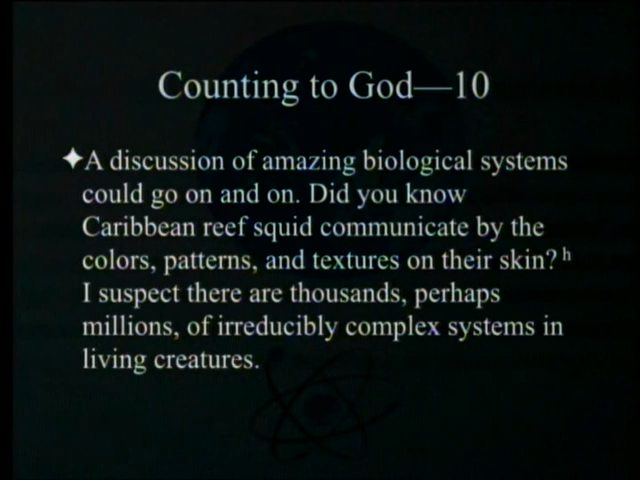 Counting to God—10
✦A discussion of amazing biological systems
could go on and on. Did you know
Caribbean reef squid communicate by the
colors, patterns, and textures on their skin? h
I suspect there are thousands, perhaps
millions, of irreducibly complex systems in
living creatures.